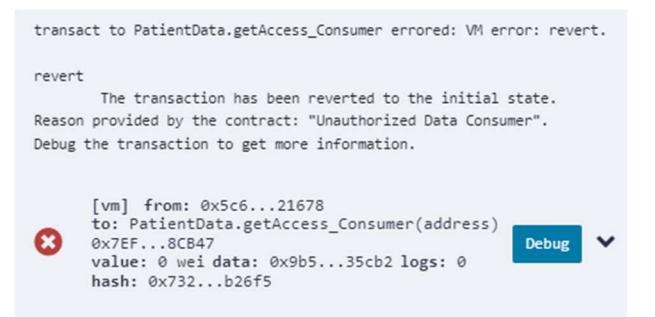 transact to PatientData.getAccess_Consumer errored: VM error: revert.
revert
The transaction has been reverted to the initial state.
Reason provided by the contract: "Unauthorized Data Consumer".
Debug the transaction to get more information.
[vm] from: 0x5c6...21678
to: PatientData.getAccess_Consumer(address)
0x7EF...8CB47
value: 0 wei data: 0x9b5...35cb2 logs: 0
hash: 0x732...b26f5
Debug